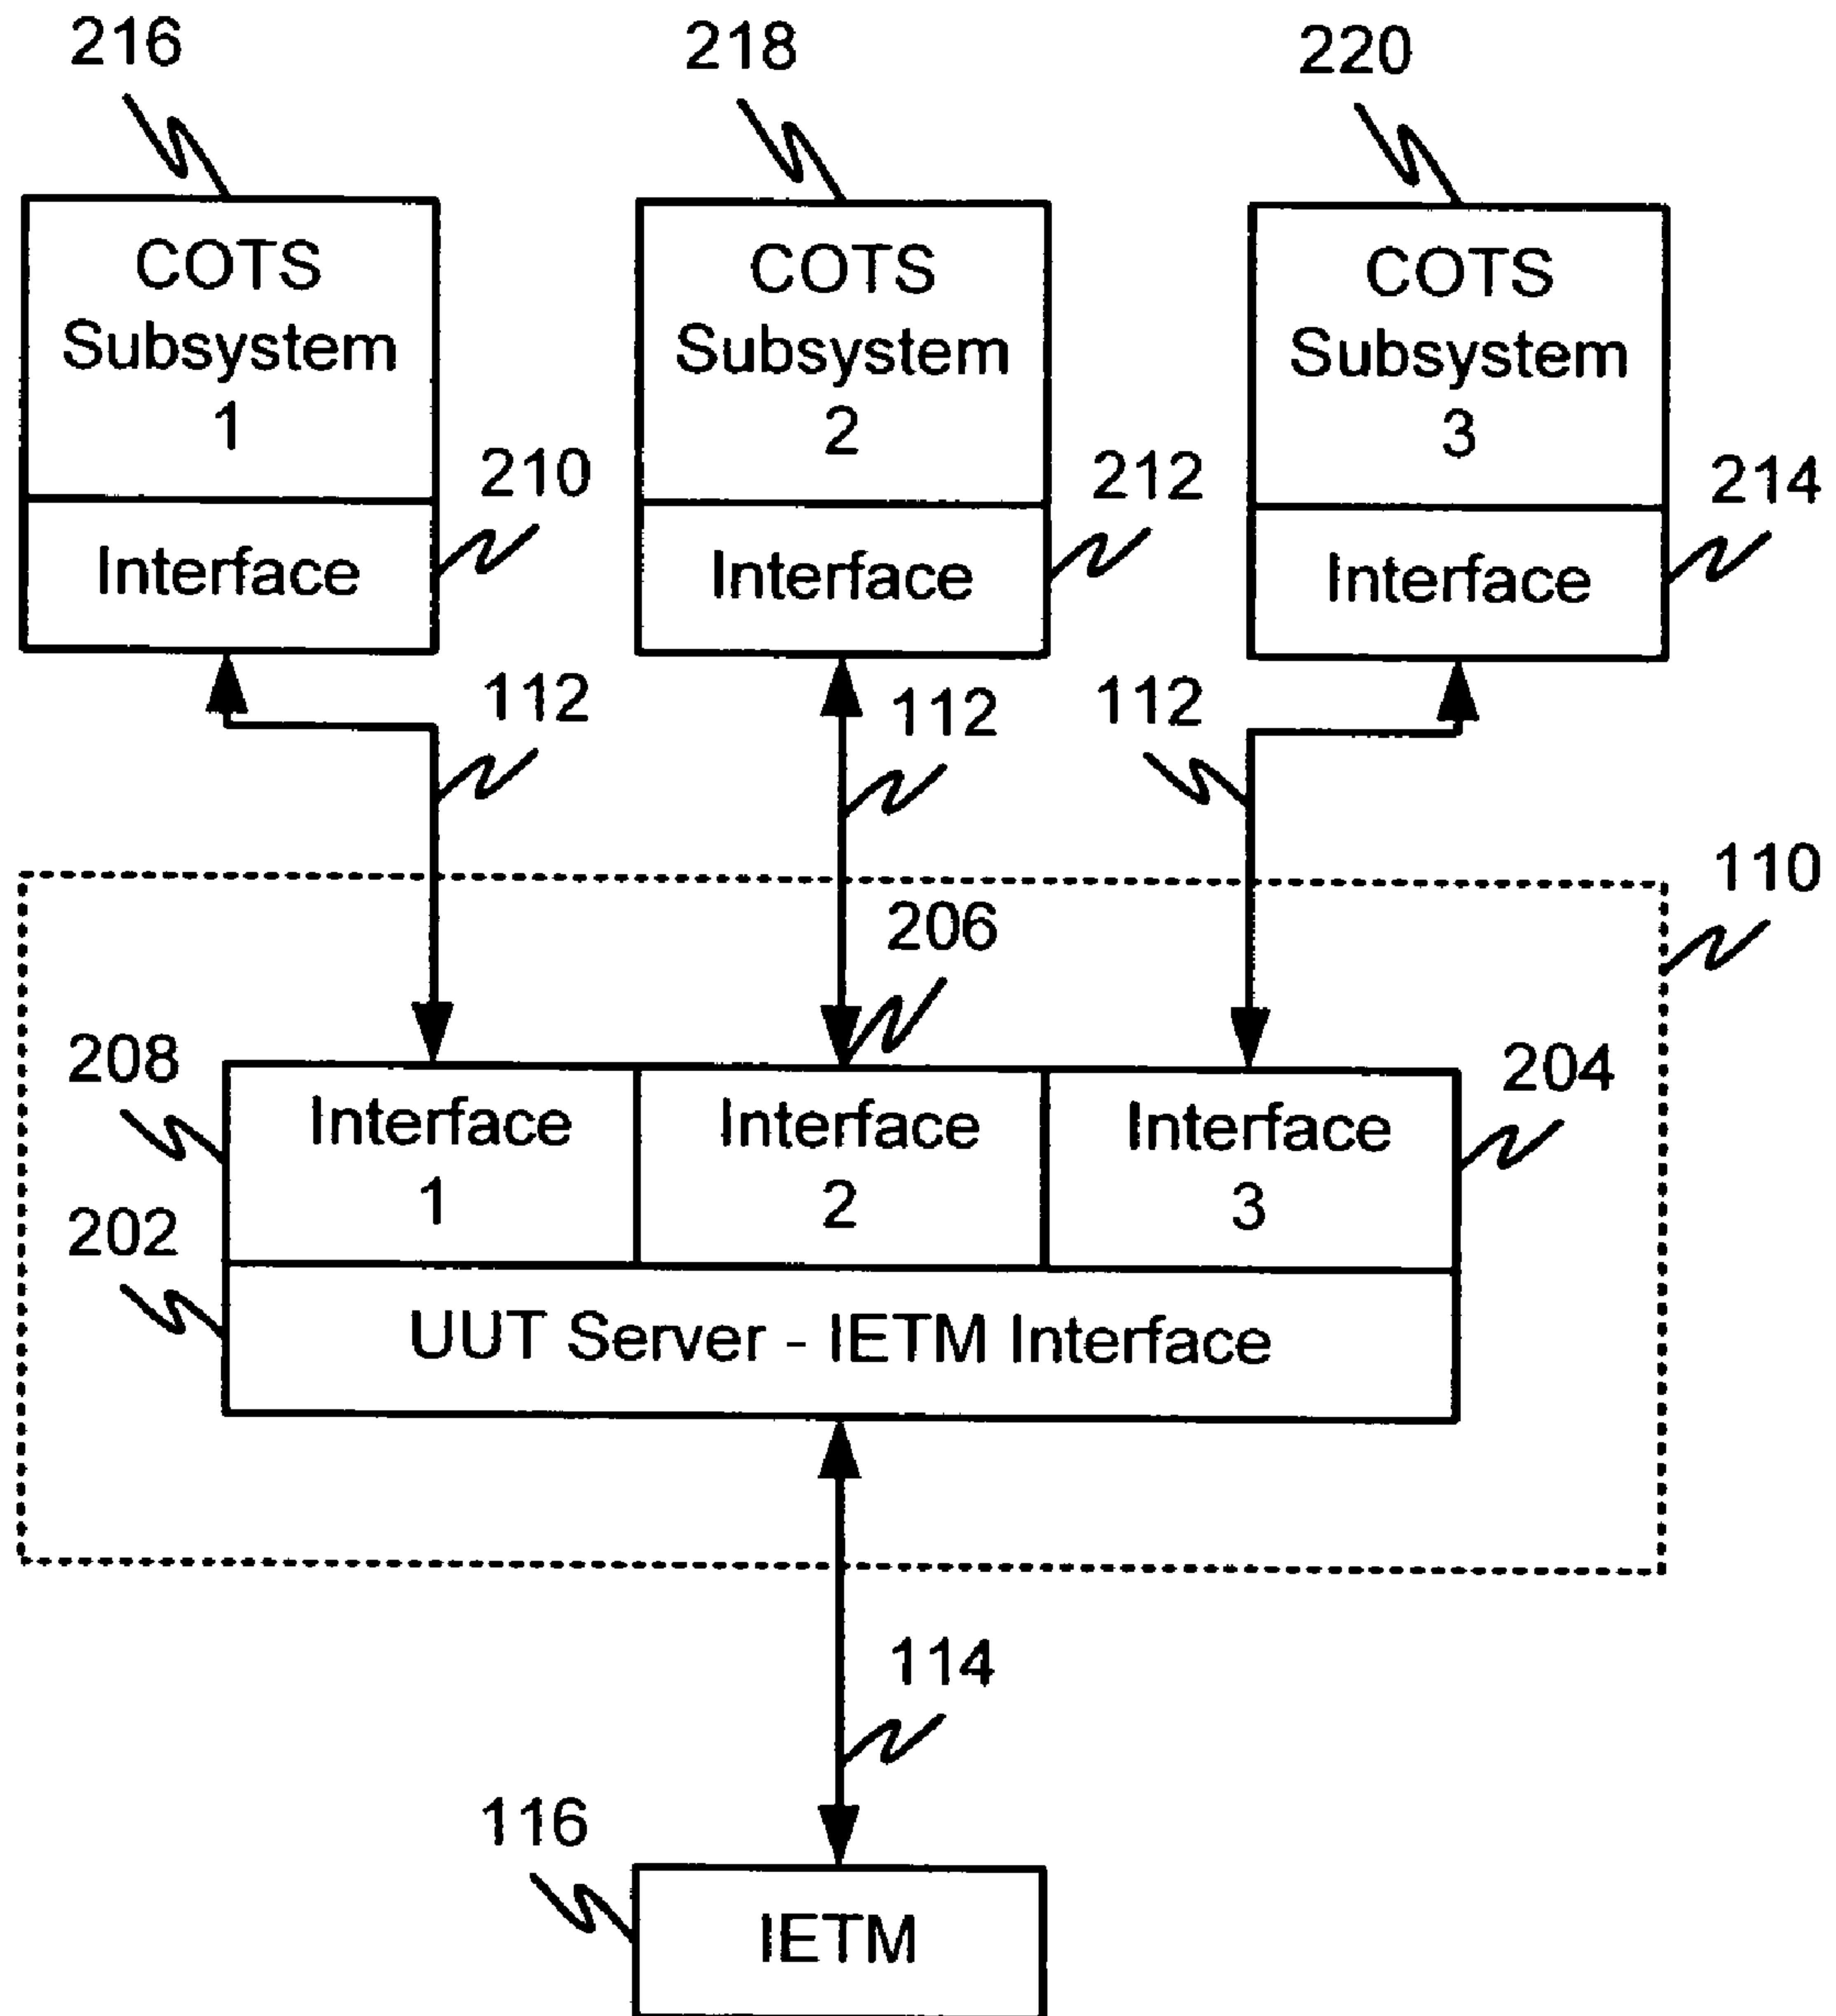 216
218
220
COTS
Subsystem
1
COTS
Subsystem
2
COTS
Subsystem
3
210
212
214
Interface
Interface
Interface
112
112
112
110
206
208
204
Interface
1
Interface
2
Interface
3
202
UUT Server - IETM Interface
114
116
IETM